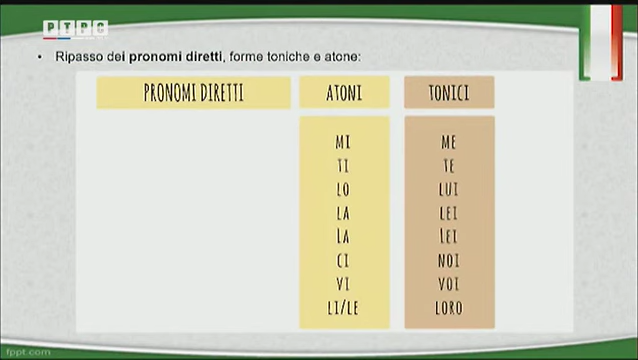 РТРС
• Ripasso dei pronomi diretti, forme toniche e atone:
PRONOMI DIRETTI ATONI TONICI
MI ME
TI TE
LO LUI
LA LEI
LA LEI
CI NOI
VI VOI
LI/LE LORO
fppt.com